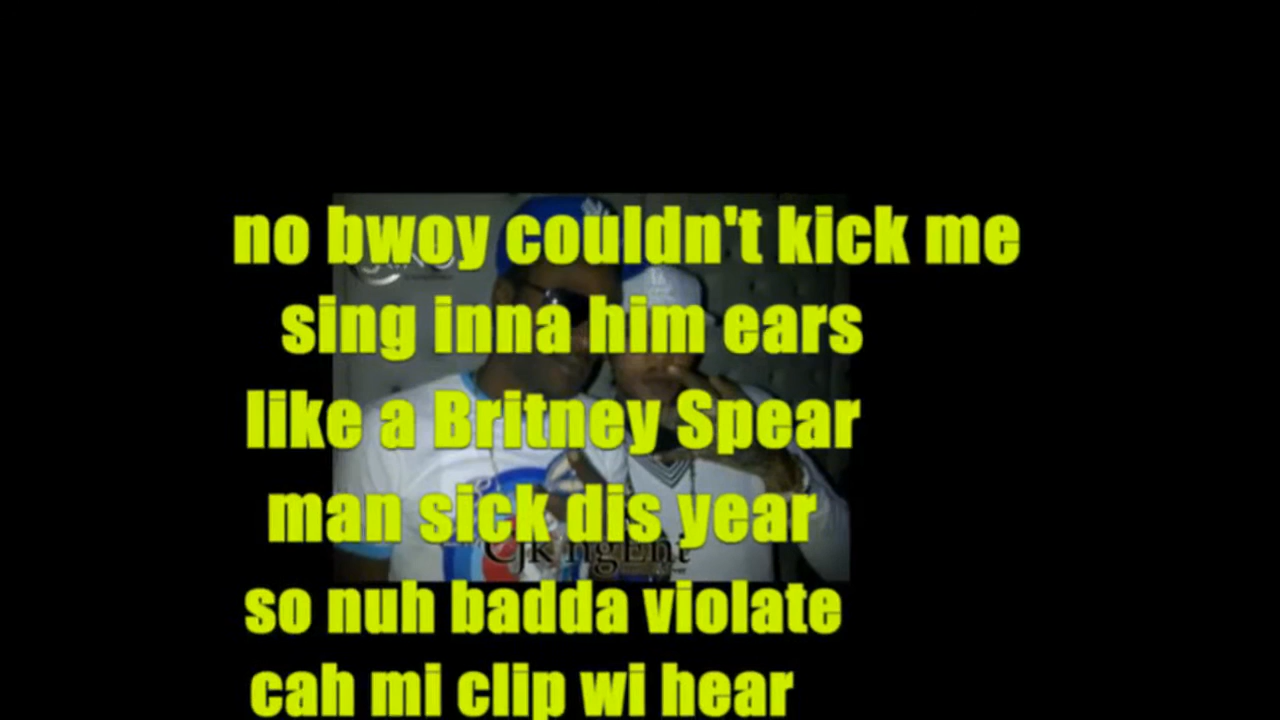 no bwoy couldn't kick me
sing inna him ears
like a Britney Spear
man sick dis year
CJkingEnt
so nuh badda violate
cah mi clip wi hear